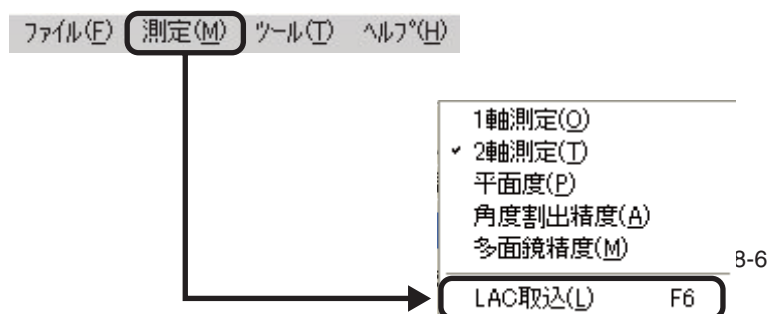 ファイル(F) 測定(M) ツール(T) ヘルプ(H)
1軸測定(O)
✓ 2軸測定(T)
平面度(P)
角度割出精度(A)
多面鏡精度(M)
8-6
LAC取込(L) F6